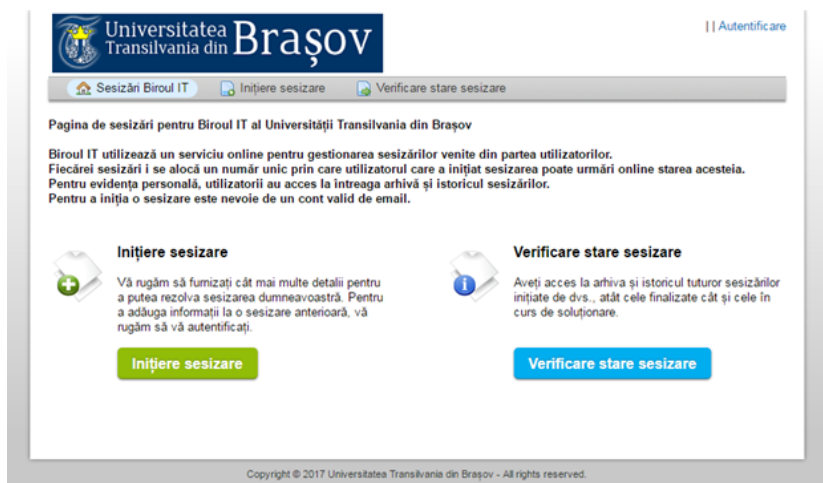 Universitatea
Transilvania din Brașov
|| Autentificare
Sesizări Biroul IT Inițiere sesizare Verificare stare sesizare
Pagina de sesizări pentru Biroul IT al Universității Transilvania din Brașov
Biroul IT utilizează un serviciu online pentru gestionarea sesizărilor venite din partea utilizatorilor.
Fiecărei sesizări i se alocă un număr unic prin care utilizatorul care a inițiat sesizarea poate urmări online starea acesteia.
Pentru evidența personală, utilizatorii au acces la întreaga arhivă și istoricul sesizărilor.
Pentru a iniția o sesizare este nevoie de un cont valid de email.
Inițiere sesizare
Vă rugăm să furnizați cât mai multe detalii pentru
a putea rezolva sesizarea dumneavoastră. Pentru
a adăuga informații la o sesizare anterioară, vă
rugăm să vă autentificați.
Inițiere sesizare
Verificare stare sesizare
Aveți acces la arhiva și istoricul tuturor sesizărilor
inițiate de dvs., atât cele finalizate cât și cele în
curs de soluționare.
Verificare stare sesizare
Copyright © 2017 Universitatea Transilvania din Brașov - All rights reserved.